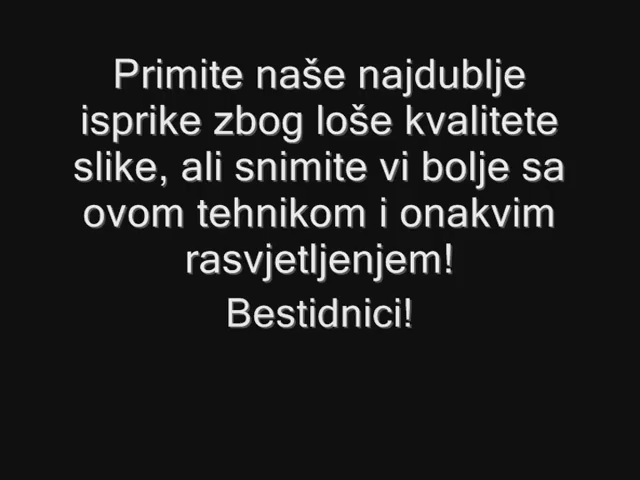 Primite naše najdublje
isprike zbog loše kvalitete
slike, ali snimite vi bolje sa
ovom tehnikom i onakvim
rasvjetljenjem!
Bestidnici!